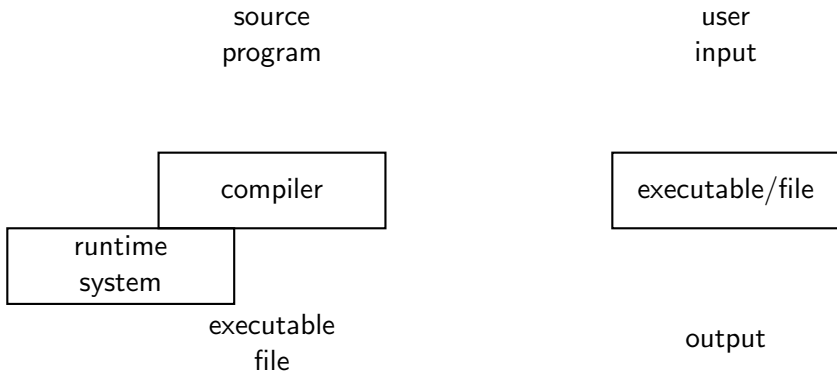 source
program
user
input
compiler
executable/file
runtime
system
executable
file
output